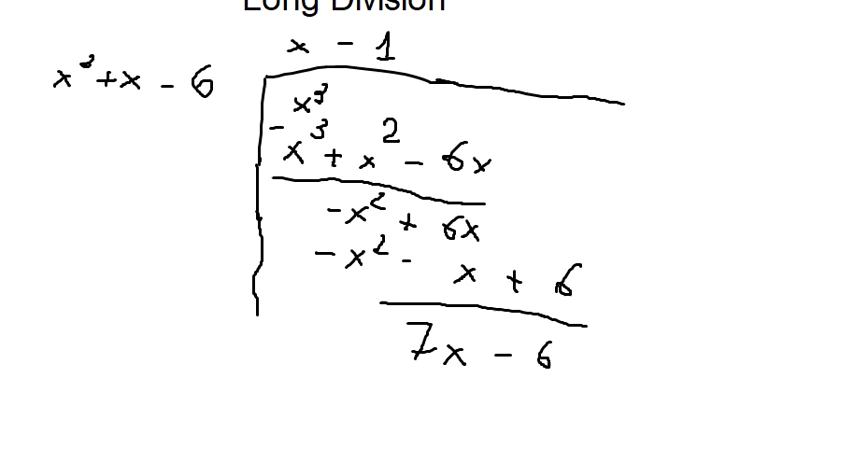 Long Division
x - 1
x² + x - 6
x³
- x³ + x² - 6x
-x² + 6x
-x² - x + 6
7x - 6